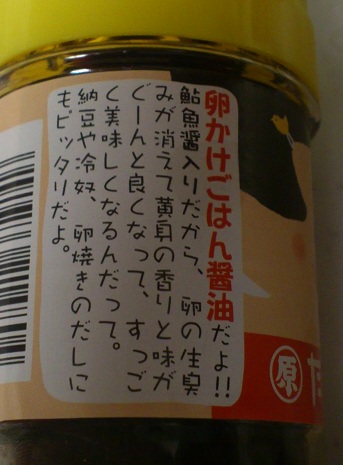 卵かけごはん醤油だよ!!
鮎魚醤入りだから、卵の生臭
みが消えて黄身の香りと味が
ぐーんと良くなって、すっご
く美味しくなるんだって。
納豆や冷奴、卵焼きのだしに
もピッタリだよ。
原